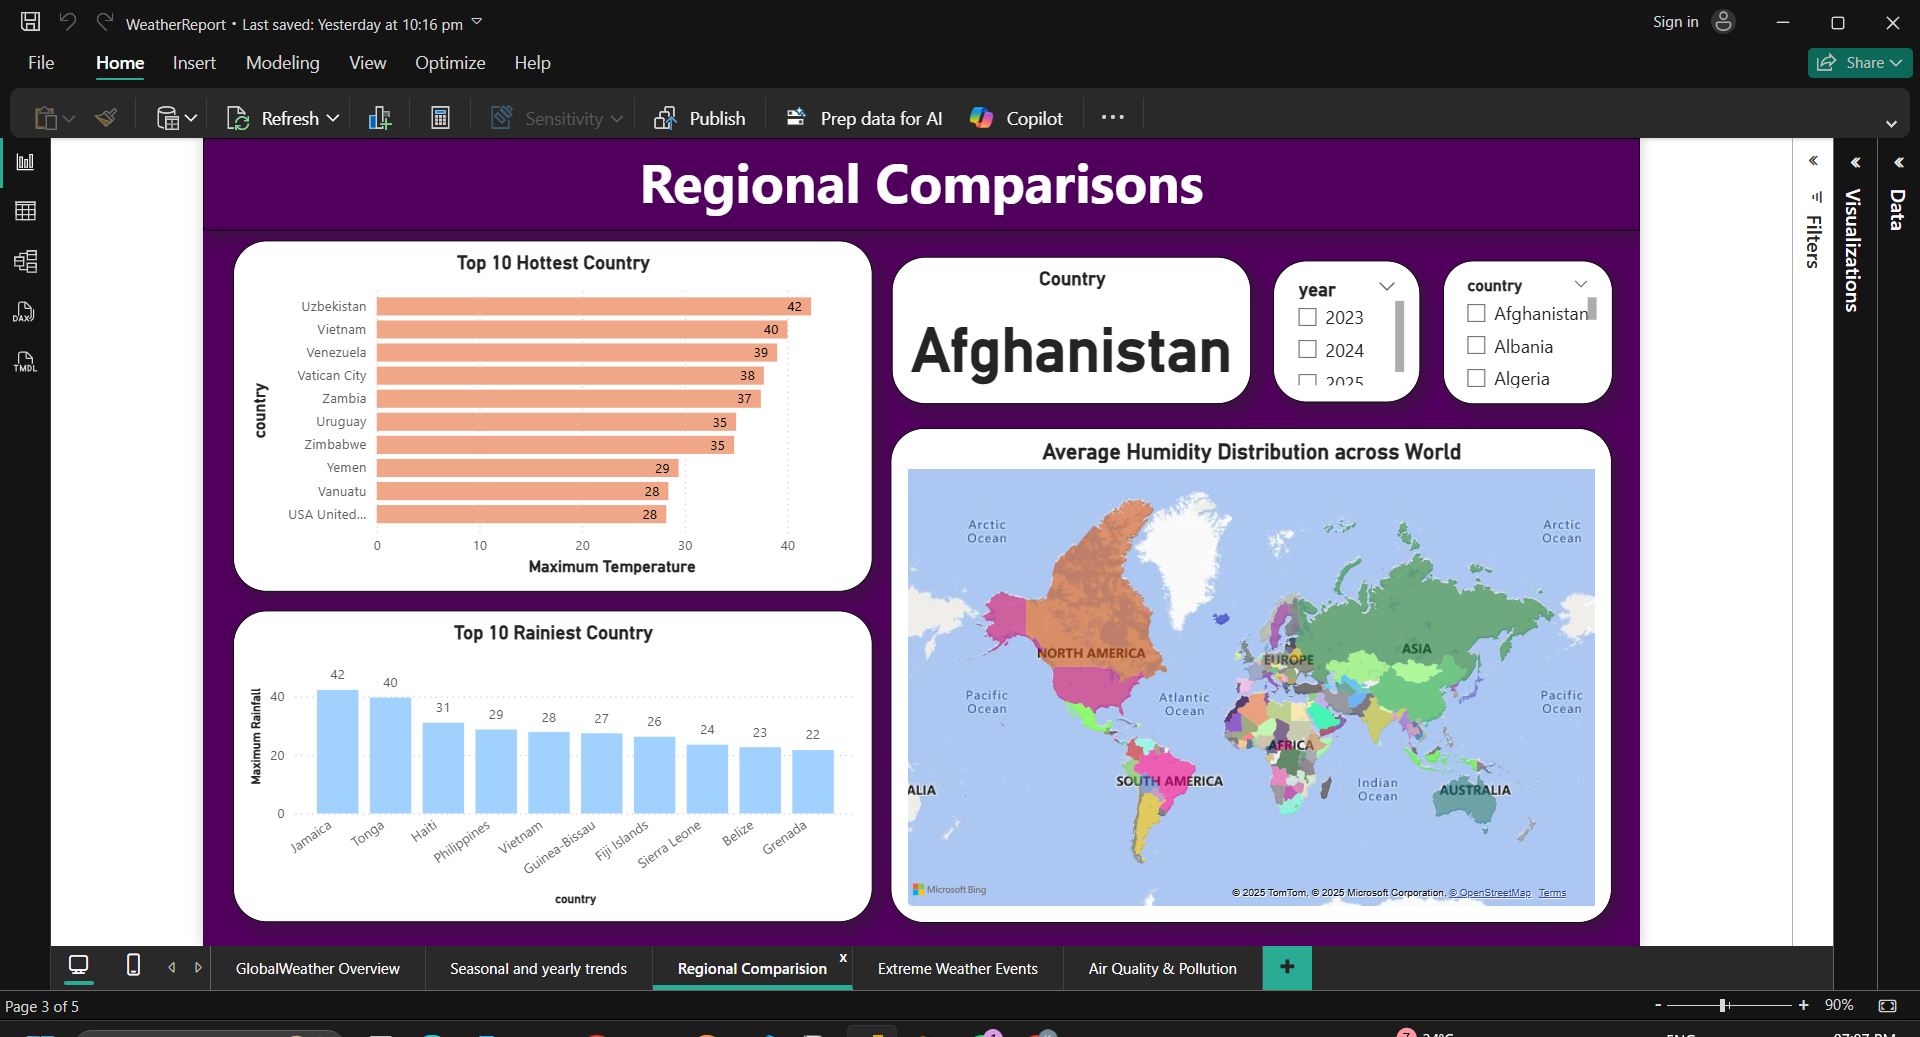 WeatherReport • Last saved: Yesterday at 10:16 pm
Sign in
File Home Insert Modeling View Optimize Help
Share
Refresh
Sensitivity
Publish
Prep data for AI
Copilot
Regional Comparisons
Top 10 Hottest Country
country
Uzbekistan 42
Vietnam 40
Venezuela 39
Vatican City 38
Zambia 37
Uruguay 35
Zimbabwe 35
Yemen 29
Vanuatu 28
USA United... 28
0 10 20 30 40
Maximum Temperature
Country
Afghanistan
year
2023
2024
2025
country
Afghanistan
Albania
Algeria
Top 10 Rainiest Country
Maximum Rainfall
40
20
0
42 40 31 29 28 27 26 24 23 22
Jamaica Tonga Haiti Philippines Vietnam Guinea-Bissau Fiji Islands Sierra Leone Belize Grenada
country
Average Humidity Distribution across World
Arctic
Ocean
Arctic
Ocean
NORTH AMERICA
EUROPE
ASIA
Pacific
Ocean
Atlantic
Ocean
Pacific
Ocean
AFRICA
SOUTH AMERICA
Indian
Ocean
ALIA
AUSTRALIA
Microsoft Bing
© 2025 TomTom, © 2025 Microsoft Corporation, © OpenStreetMap Terms
Filters
Visualizations
Data
DAX
TMDL
GlobalWeather Overview
Seasonal and yearly trends
Regional Comparision x
Extreme Weather Events
Air Quality & Pollution
+
Page 3 of 5
- + 90%